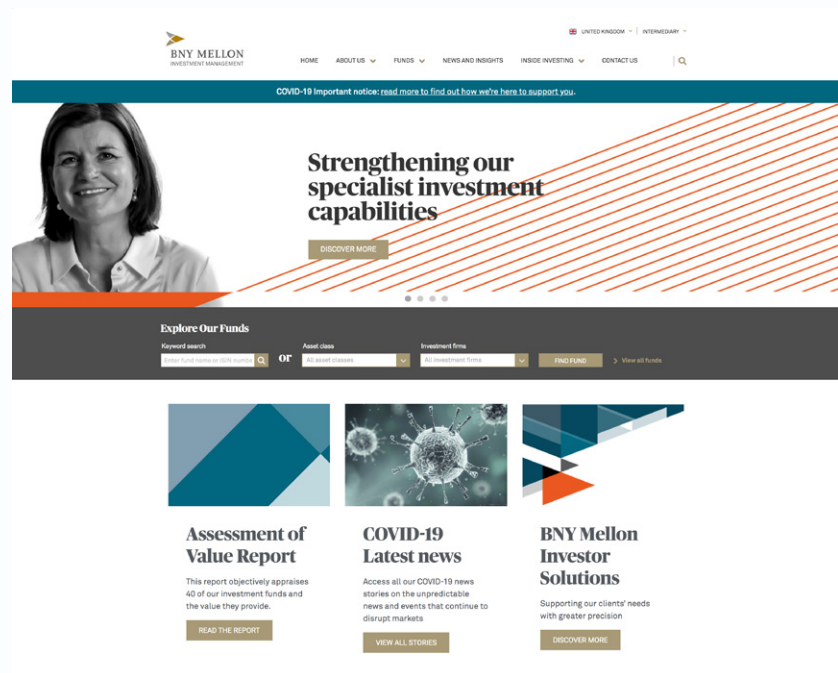 UNITED KINGDOM
INTERMEDIARY
BNY MELLON
INVESTMENT MANAGEMENT
HOME
ABOUT US
FUNDS
NEWS AND INSIGHTS
INSIDE INVESTING
CONTACT US
COVID-19 Important notice: read more to find out how we're here to support you.
Strengthening our
specialist investment
capabilities
DISCOVER MORE
Explore Our Funds
Keyword search
Enter fund name or ISIN numbe
or
Asset class
All asset classes
Investment firms
All investment firms
FIND FUND
View all funds
Assessment of
Value Report
This report objectively appraises
40 of our investment funds and
the value they provide.
READ THE REPORT
COVID-19
Latest news
Access all our COVID-19 news
stories on the unpredictable
news and events that continue to
disrupt markets
VIEW ALL STORIES
BNY Mellon
Investor
Solutions
Supporting our clients' needs
with greater precision
DISCOVER MORE